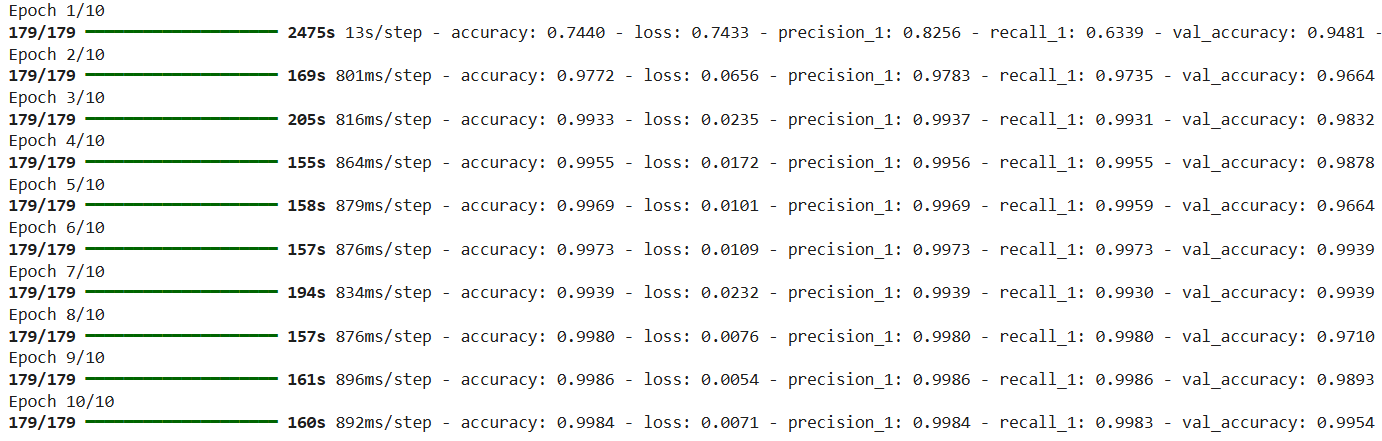 Epoch 1/10
179/179 ━━━━━━━━━━━━━━━━━━━━ 2475s 13s/step - accuracy: 0.7440 - loss: 0.7433 - precision_1: 0.8256 - recall_1: 0.6339 - val_accuracy: 0.9481 -
Epoch 2/10
179/179 ━━━━━━━━━━━━━━━━━━━━ 169s 801ms/step - accuracy: 0.9772 - loss: 0.0656 - precision_1: 0.9783 - recall_1: 0.9735 - val_accuracy: 0.9664
Epoch 3/10
179/179 ━━━━━━━━━━━━━━━━━━━━ 205s 816ms/step - accuracy: 0.9933 - loss: 0.0235 - precision_1: 0.9937 - recall_1: 0.9931 - val_accuracy: 0.9832
Epoch 4/10
179/179 ━━━━━━━━━━━━━━━━━━━━ 155s 864ms/step - accuracy: 0.9955 - loss: 0.0172 - precision_1: 0.9956 - recall_1: 0.9955 - val_accuracy: 0.9878
Epoch 5/10
179/179 ━━━━━━━━━━━━━━━━━━━━ 158s 879ms/step - accuracy: 0.9969 - loss: 0.0101 - precision_1: 0.9969 - recall_1: 0.9959 - val_accuracy: 0.9664
Epoch 6/10
179/179 ━━━━━━━━━━━━━━━━━━━━ 157s 876ms/step - accuracy: 0.9973 - loss: 0.0109 - precision_1: 0.9973 - recall_1: 0.9973 - val_accuracy: 0.9939
Epoch 7/10
179/179 ━━━━━━━━━━━━━━━━━━━━ 194s 834ms/step - accuracy: 0.9939 - loss: 0.0232 - precision_1: 0.9939 - recall_1: 0.9930 - val_accuracy: 0.9939
Epoch 8/10
179/179 ━━━━━━━━━━━━━━━━━━━━ 157s 876ms/step - accuracy: 0.9980 - loss: 0.0076 - precision_1: 0.9980 - recall_1: 0.9980 - val_accuracy: 0.9710
Epoch 9/10
179/179 ━━━━━━━━━━━━━━━━━━━━ 161s 896ms/step - accuracy: 0.9986 - loss: 0.0054 - precision_1: 0.9986 - recall_1: 0.9986 - val_accuracy: 0.9893
Epoch 10/10
179/179 ━━━━━━━━━━━━━━━━━━━━ 160s 892ms/step - accuracy: 0.9984 - loss: 0.0071 - precision_1: 0.9984 - recall_1: 0.9983 - val_accuracy: 0.9954